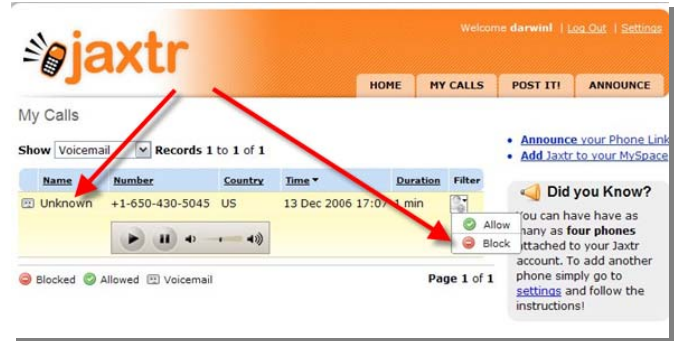 Welcome darwinl | Log Out | Settings
jaxtr
HOME MY CALLS POST IT! ANNOUNCE
My Calls
Show Voicemail Records 1 to 1 of 1
Name Number Country Time Duration Filter
Unknown +1-650-430-5045 US 13 Dec 2006 17:07 1 min
Allow
Block
Blocked Allowed Voicemail
Page 1 of 1
Announce your Phone Link
Add Jaxtr to your MySpace
Did you Know?
You can have have as
many as four phones
attached to your Jaxtr
account. To add another
phone simply go to
settings and follow the
instructions!